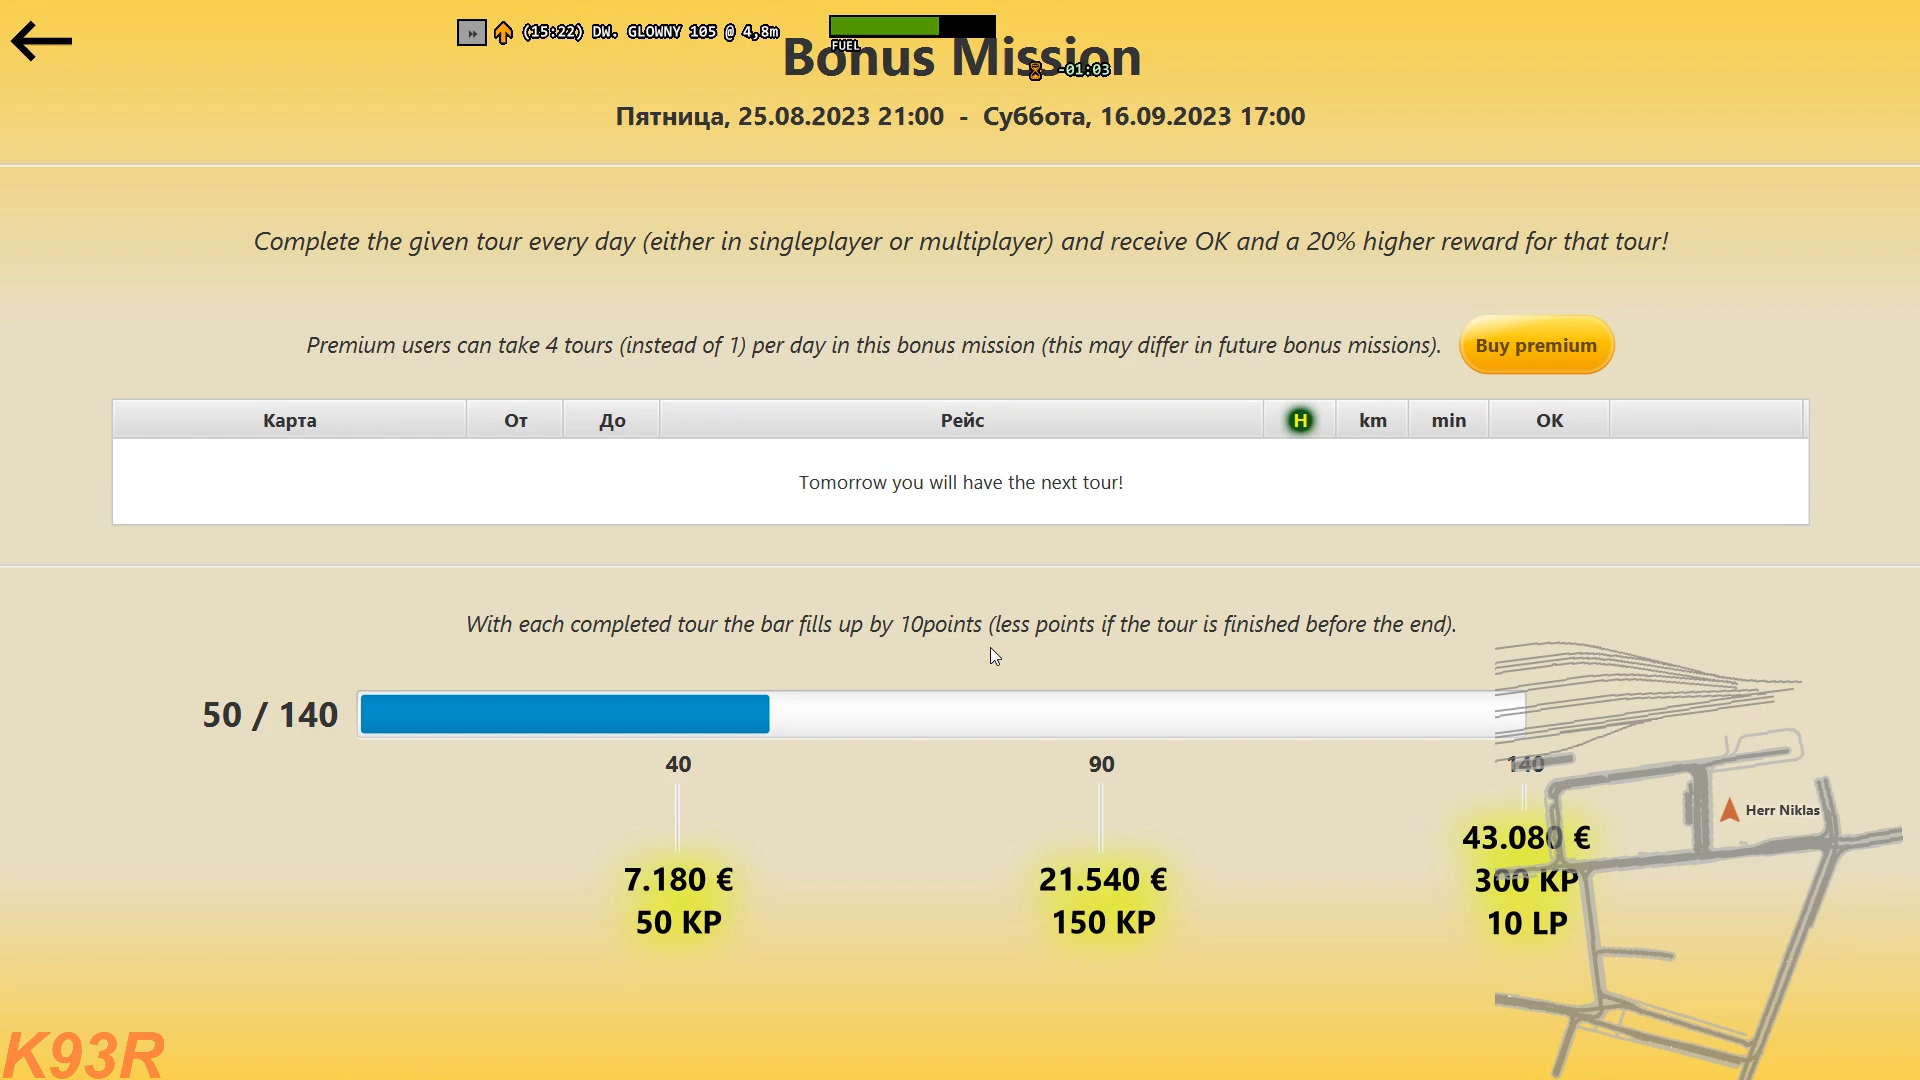 (15:22) DW. GLOWNY 105 @ 4,8m
FUEL
Bonus Mission
-01:03
Пятница, 25.08.2023 21:00 - Суббота, 16.09.2023 17:00
Complete the given tour every day (either in singleplayer or multiplayer) and receive OK and a 20% higher reward for that tour!
Premium users can take 4 tours (instead of 1) per day in this bonus mission (this may differ in future bonus missions).
Buy premium
Карта От До Рейс H km min OK
Tomorrow you will have the next tour!
With each completed tour the bar fills up by 10points (less points if the tour is finished before the end).
50 / 140
40 90 140
Herr Niklas
7.180 € 21.540 € 43.080 €
50 KP 150 KP 300 KP
10 LP
K93R